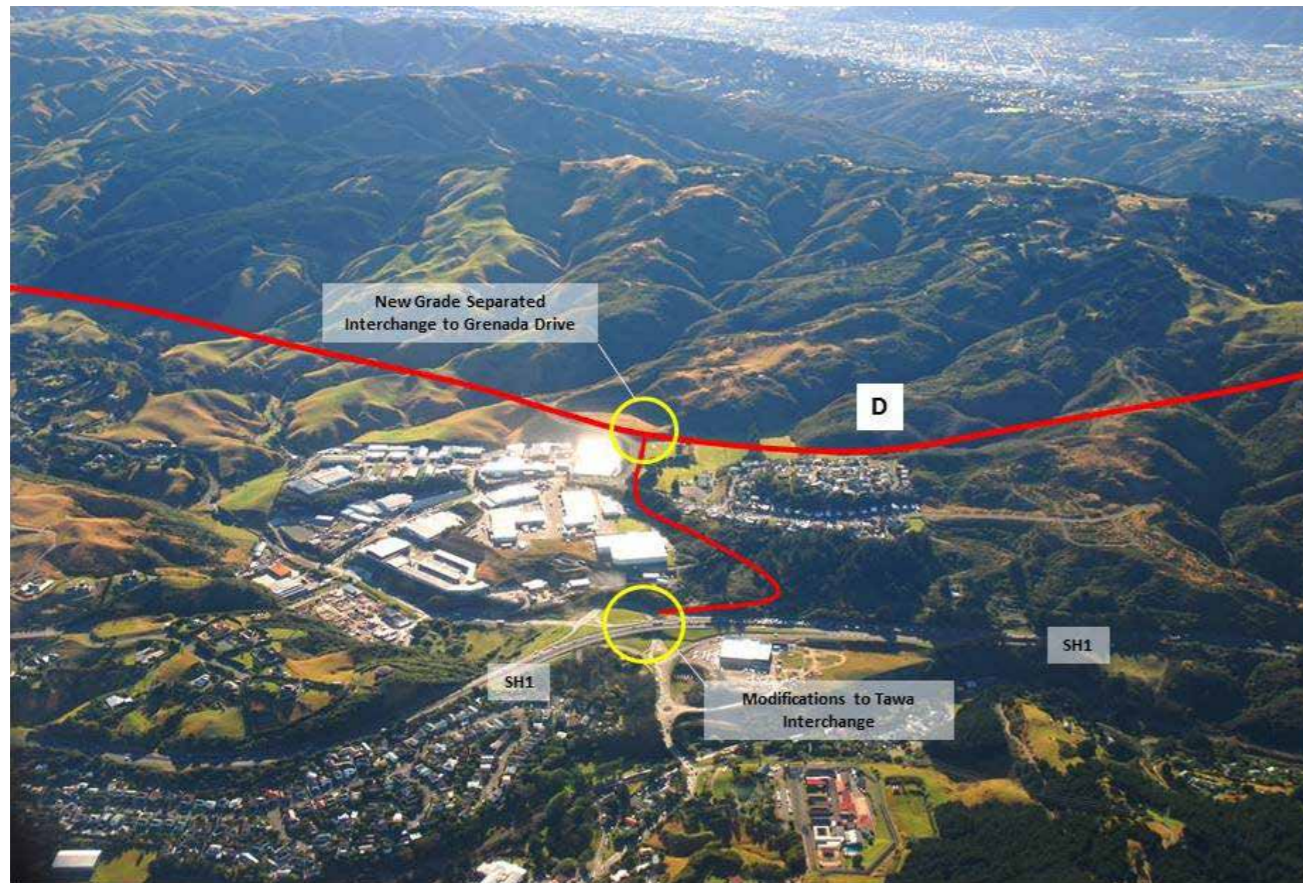 New Grade Separated
Interchange to Grenada Drive
D
SH1
SH1
Modifications to Tawa
Interchange